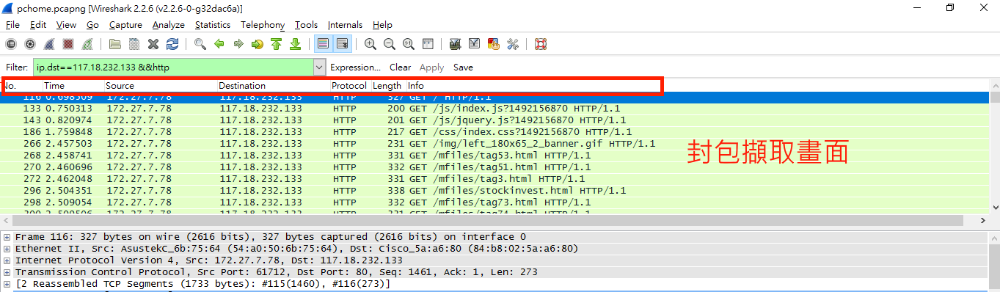 pchome.pcapng [Wireshark 2.2.6 (v2.2.6-0-g32dac6a)]
File Edit View Go Capture Analyze Statistics Telephony Tools Internals Help
Filter: ip.dst==117.18.232.133 &&http Expression... Clear Apply Save
No. Time Source Destination Protocol Length Info
116 0.698509 172.27.7.78 117.18.232.133 HTTP 327 GET / HTTP/1.1
133 0.750313 172.27.7.78 117.18.232.133 HTTP 200 GET /js/index.js?1492156870 HTTP/1.1
143 0.820974 172.27.7.78 117.18.232.133 HTTP 201 GET /js/jquery.js?1492156870 HTTP/1.1
186 1.759848 172.27.7.78 117.18.232.133 HTTP 217 GET /css/index.css?1492156870 HTTP/1.1
266 2.457503 172.27.7.78 117.18.232.133 HTTP 231 GET /img/left_180x65_2_banner.gif HTTP/1.1
封包擷取畫面
268 2.458741 172.27.7.78 117.18.232.133 HTTP 331 GET /mfiles/tag53.html HTTP/1.1
270 2.460696 172.27.7.78 117.18.232.133 HTTP 332 GET /mfiles/tag51.html HTTP/1.1
272 2.462048 172.27.7.78 117.18.232.133 HTTP 331 GET /mfiles/tag3.html HTTP/1.1
296 2.504351 172.27.7.78 117.18.232.133 HTTP 338 GET /mfiles/stockinvest.html HTTP/1.1
298 2.509054 172.27.7.78 117.18.232.133 HTTP 332 GET /mfiles/tag73.html HTTP/1.1
172.27.7.78 117.18.232.133 HTTP GET /mfiles/tag74.html HTTP/1.1
Frame 116: 327 bytes on wire (2616 bits), 327 bytes captured (2616 bits) on interface 0
Ethernet II, Src: AsustekC_6b:75:64 (54:a0:50:6b:75:64), Dst: Cisco_5a:a6:80 (84:b8:02:5a:a6:80)
Internet Protocol Version 4, Src: 172.27.7.78, Dst: 117.18.232.133
Transmission Control Protocol, Src Port: 61712, Dst Port: 80, Seq: 1461, Ack: 1, Len: 273
[2 Reassembled TCP Segments (1733 bytes): #115(1460), #116(273)]